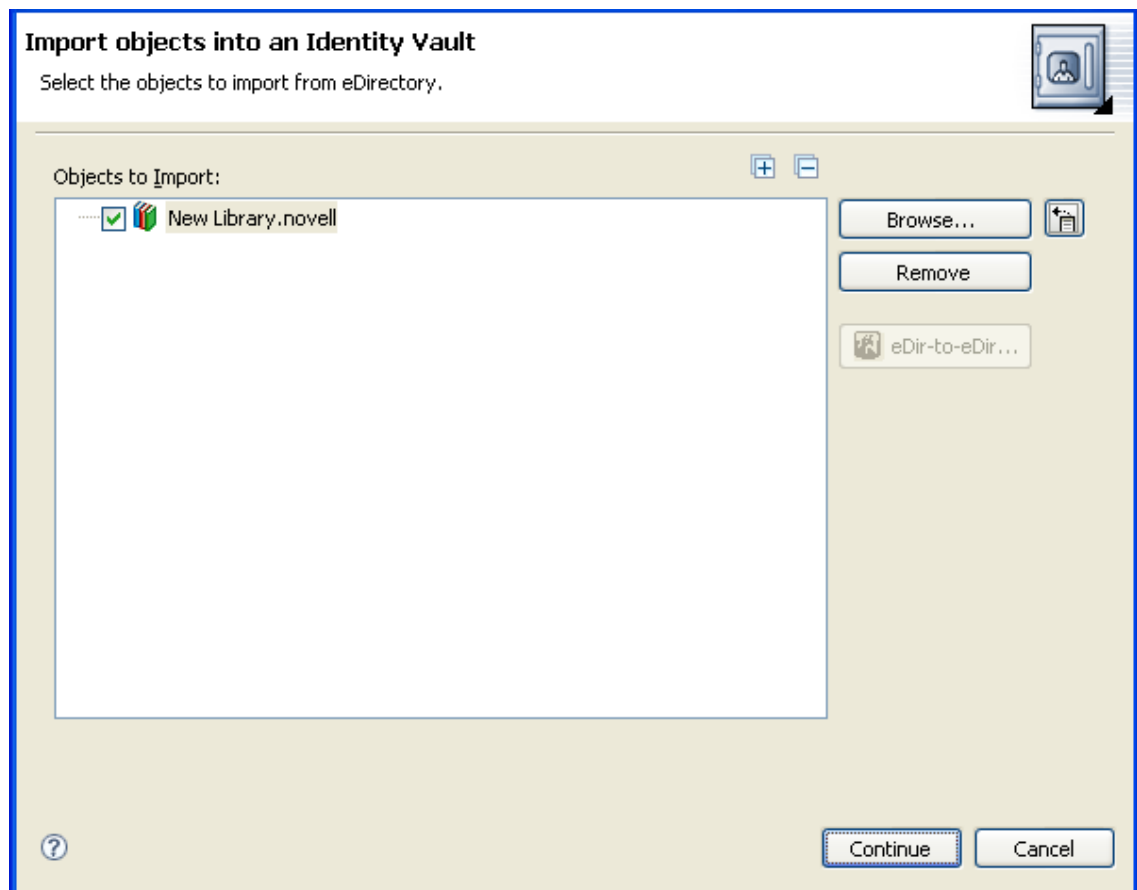 Import objects into an Identity Vault
Select the objects to import from eDirectory.
Objects to Import:
New Library.novell
Browse...
Remove
eDir-to-eDir...
Continue
Cancel